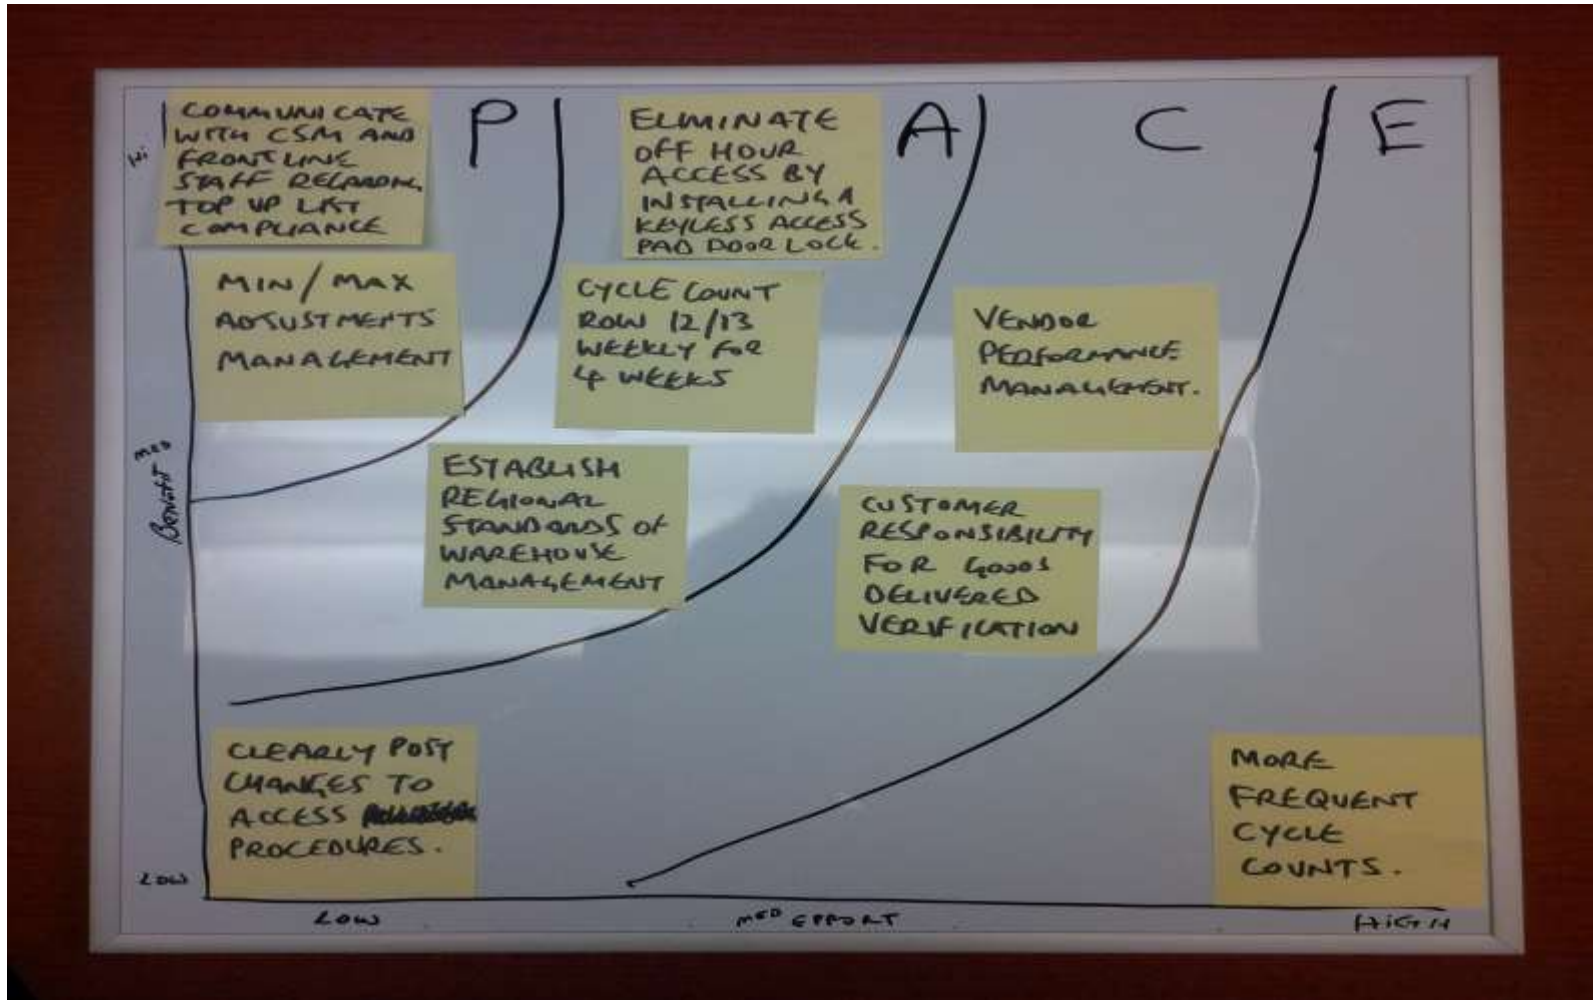 COMMUNICATE
WITH CSM AND
FRONTLINE
STAFF REGARDING
TOP UP LIST
COMPLIANCE
P
ELIMINATE
OFF HOUR
ACCESS BY
INSTALLING A
KEYLESS ACCESS
PAD DOOR LOCK.
A
C
E
Hi
MIN/MAX
ADJUSTMENTS
MANAGEMENT
CYCLE COUNT
ROW 12/13
WEEKLY FOR
4 WEEKS
VENDOR
PERFORMANCE
MANAGEMENT.
MED
Benefit
ESTABLISH
REGIONAL
STANDARDS OF
WAREHOUSE
MANAGEMENT
CUSTOMER
RESPONSIBILITY
FOR GOODS
DELIVERED
VERIFICATION
CLEARLY POST
CHANGES TO
ACCESS
PROCEDURES.
MORE
FREQUENT
CYCLE
COUNTS.
LOW
LOW
MED EFFORT
HIGH